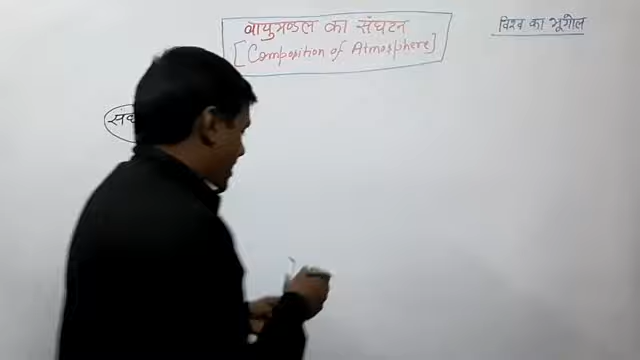 वायुमण्डल का संघटन
[Composition of Atmosphere]
विश्व का भूगोल